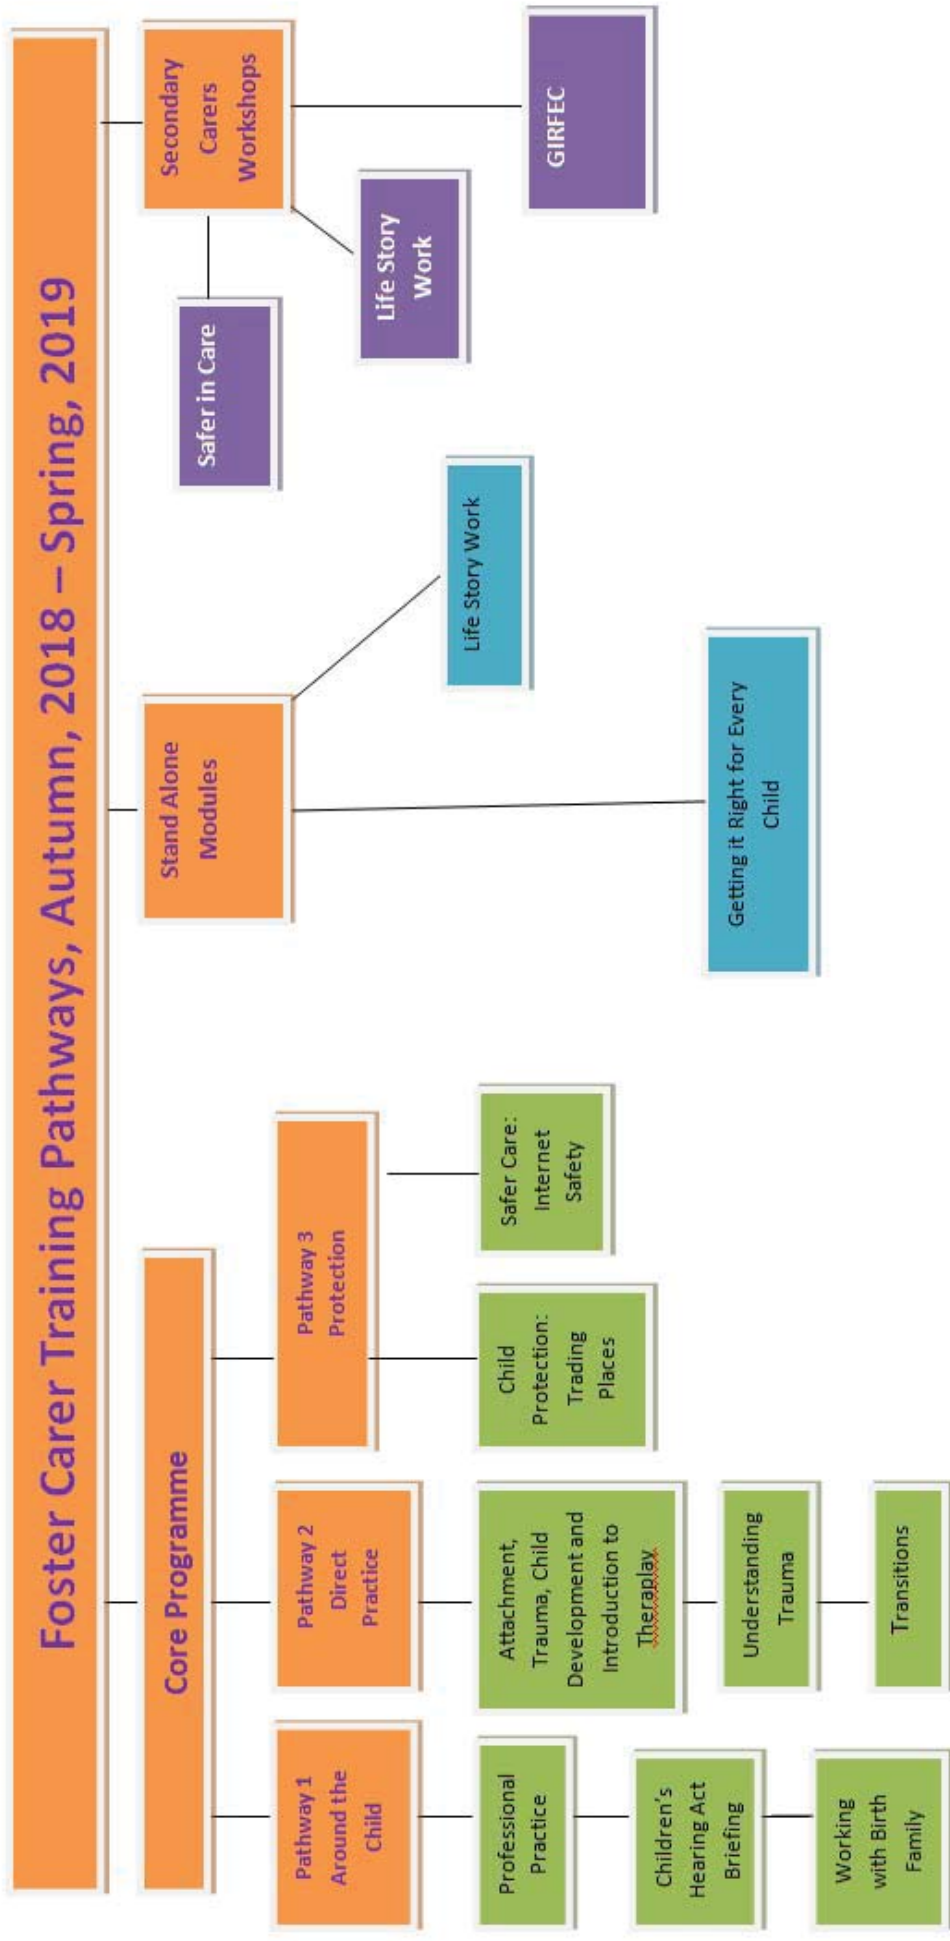 Foster Carer Training Pathways, Autumn, 2018 – Spring, 2019
Core Programme
Pathway 1
Around the
Child
Professional
Practice
Children's
Hearing Act
Briefing
Working
with Birth
Family
Pathway 2
Direct
Practice
Attachment,
Trauma, Child
Development and
Introduction to
Theraplay
Understanding
Trauma
Transitions
Pathway 3
Protection
Child
Protection:
Trading
Places
Safer Care:
Internet
Safety
Stand Alone
Modules
Life Story Work
Getting it Right for Every
Child
Secondary
Carers
Workshops
Safer in Care
Life Story
Work
GIRFEC